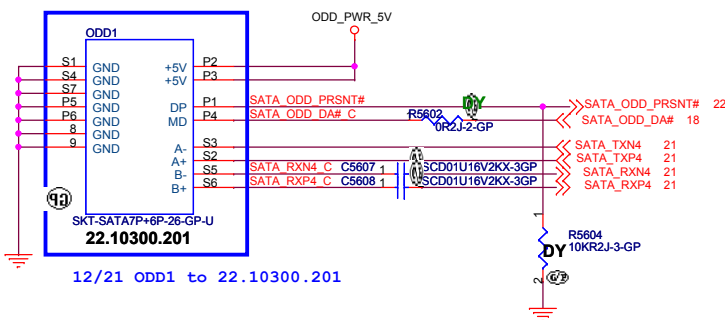 ODD_PWR_5V
ODD1
S1 GND +5V P2
S4 GND +5V P3
S7 GND
P5 GND DP P1 SATA_ODD_PRSNT# DY SATA_ODD_PRSNT# 22
P6 GND MD P4 SATA_ODD_DA#_C R5602 SATA_ODD_DA# 18
1 0R2J-2-GP
8 GND
9 GND A- S3 SATA_TXN4 21
A+ S2 SATA_TXP4 21
B- S5 SATA_RXN4_C C5607 1 SCD01U16V2KX-3GP SATA_RXN4 21
B+ S6 SATA_RXP4_C C5608 1 SCD01U16V2KX-3GP SATA_RXP4 21
SKT-SATA7P+6P-26-GP-U
22.10300.201
1
R5604
DY 10KR2J-3-GP
2
12/21 ODD1 to 22.10300.201